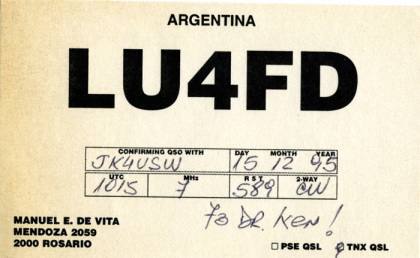 ARGENTINA
LU4FD
CONFIRMING QSO WITH DAY MONTH YEAR
JK4USW 15 12 95
UTC MHz R S T 2-WAY
1015 7 589 CW
73 DR. KEN!
MANUEL E. DE VITA
MENDOZA 2059
2000 ROSARIO
PSE QSL TNX QSL